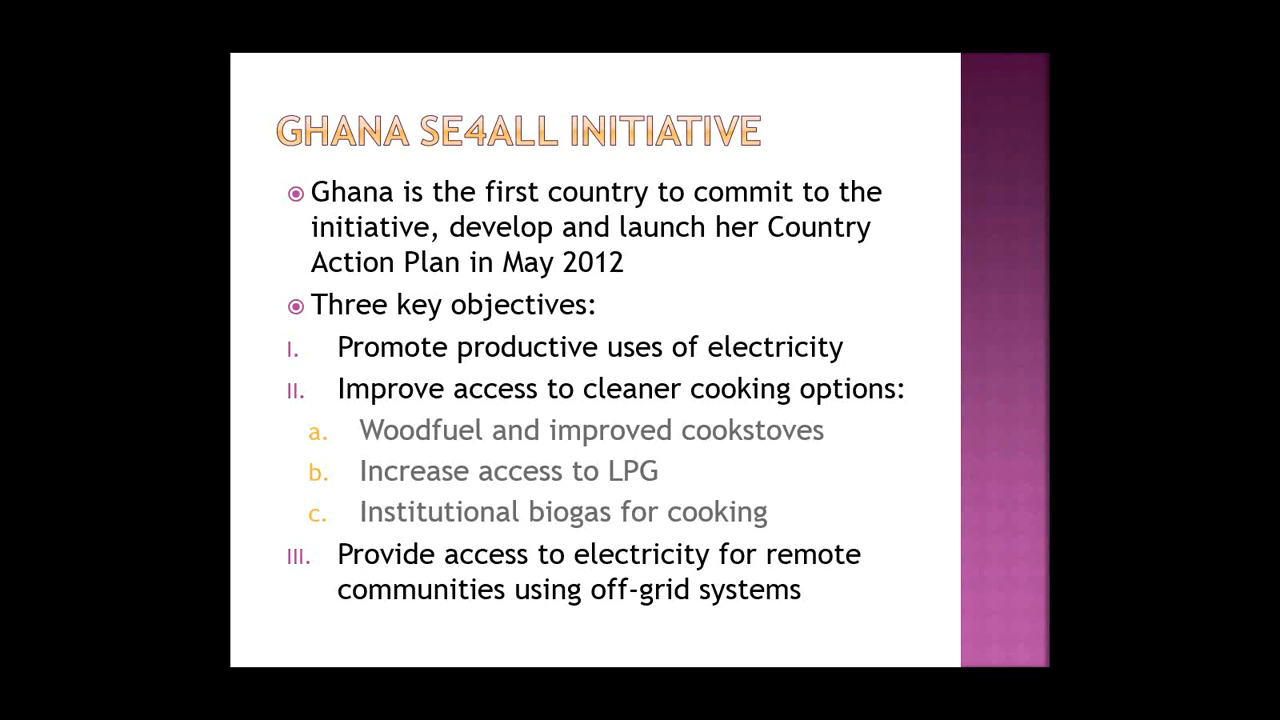 GHANA SE4ALL INITIATIVE
Ghana is the first country to commit to the
initiative, develop and launch her Country
Action Plan in May 2012
Three key objectives:
I. Promote productive uses of electricity
II. Improve access to cleaner cooking options:
a. Woodfuel and improved cookstoves
b. Increase access to LPG
c. Institutional biogas for cooking
III. Provide access to electricity for remote
communities using off-grid systems